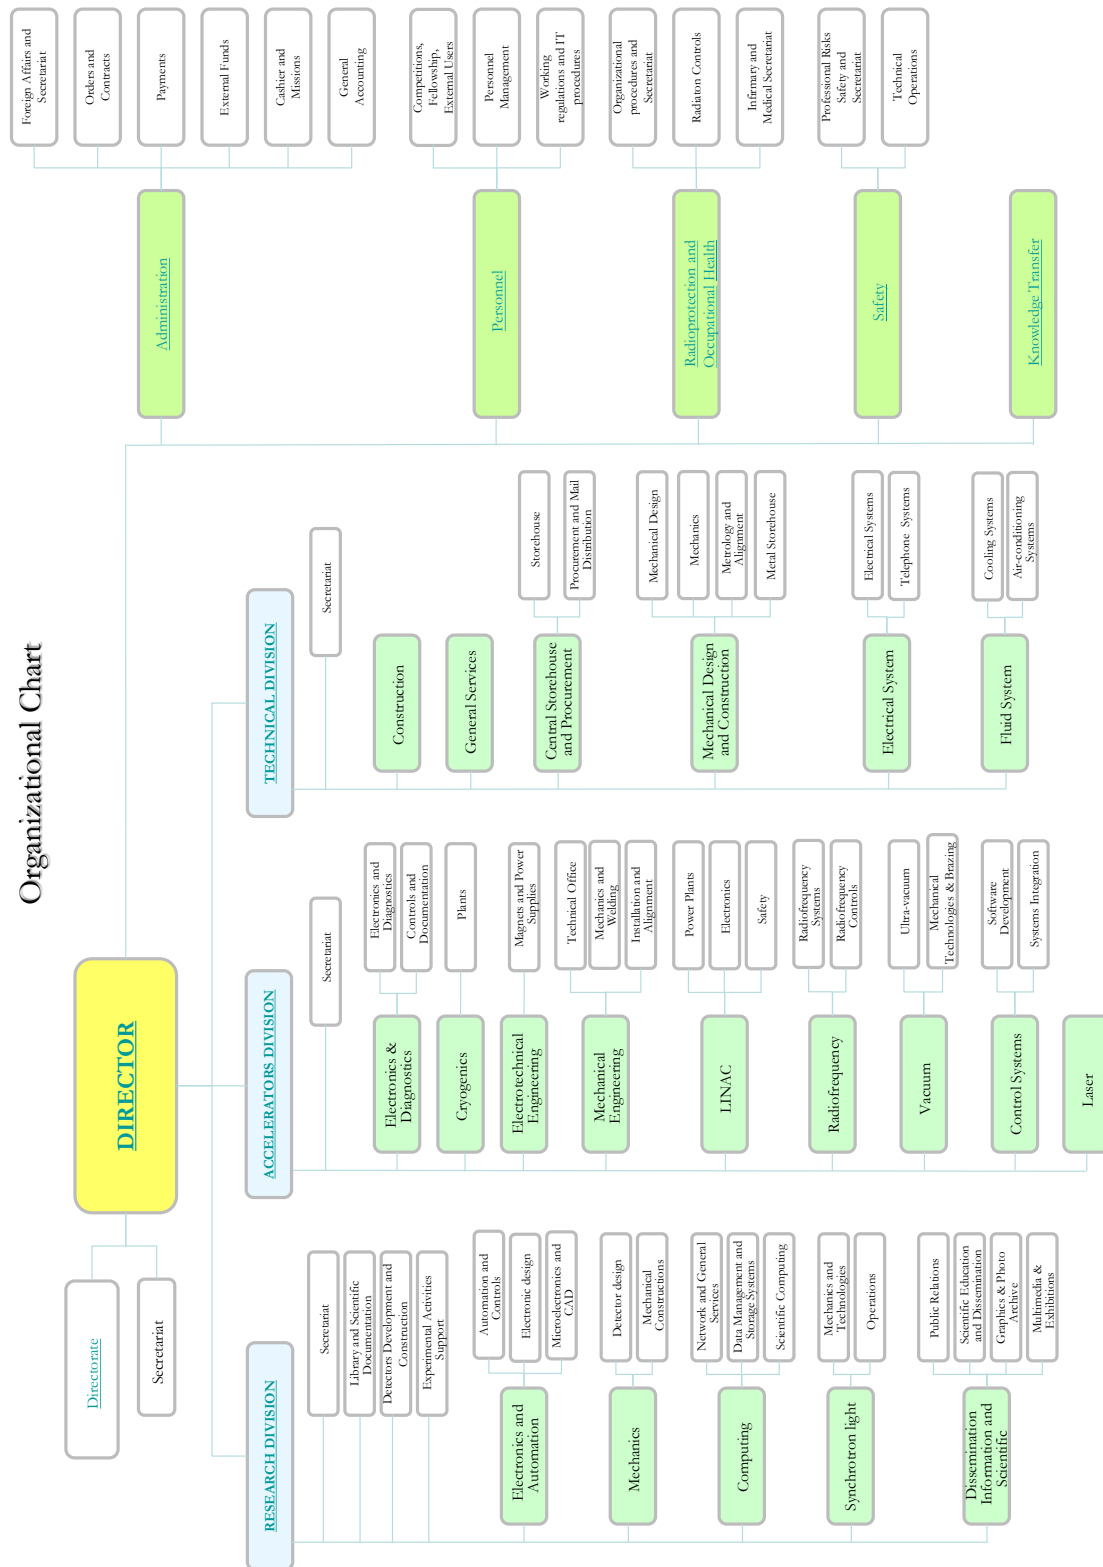 Organizational Chart
DIRECTOR
Directorate
Secretariat
RESEARCH DIVISION
Secretariat
Library and Scientific
Documentation
Detectors Development and
Construction
Experimental Activities
Support
Electronics and
Automation
Automation and
Controls
Electronic design
Microelectronics and
CAD
Mechanics
Detector design
Mechanical
Constructions
Computing
Network and General
Services
Data Management and
Storage Systems
Scientific Computing
Synchrotron light
Mechanics and
Technologies
Operations
Dissemination
Information and
Scientific
Public Relations
Scientific Education
and Dissemination
Graphics & Photo
Archive
Multimedia &
Exhibitions
ACCELERATORS DIVISION
Secretariat
Electronics &
Diagnostics
Electronics and
Diagnostics
Controls and
Documentation
Cryogenics
Plants
Electrotechnical
Engineering
Magnets and Power
Supplies
Mechanical
Engineering
Technical Office
Mechanics and
Welding
Installation and
Alignment
LINAC
Power Plants
Electronics
Safety
Radiofrequency
Radiofrequency
Systems
Radiofrequency
Controls
Vacuum
Ultra-vacuum
Mechanical
Technologies & Brazing
Control Systems
Software
Development
Systems Integration
Laser
TECHNICAL DIVISION
Secretariat
Construction
General Services
Central Storehouse
and Procurement
Storehouse
Procurement and Mail
Distribution
Mechanical Design
and Construction
Mechanical Design
Mechanics
Metrology and
Alignment
Metal Storehouse
Electrical System
Electrical Systems
Telephone Systems
Fluid System
Cooling Systems
Air-conditioning
Systems
Administration
Foreign Affairs and
Secretariat
Orders and
Contracts
Payments
External Funds
Cashier and
Missions
General
Accounting
Personnel
Competitions,
Fellowship,
External Users
Personnel
Management
Working
regulations and IT
procedures
Radioprotection and
Occupational Health
Organizational
procedures and
Secretariat
Radiaton Controls
Infirmary and
Medical Secretariat
Safety
Professional Risks
Safety and
Secretariat
Technical
Operations
Knowledge Transfer